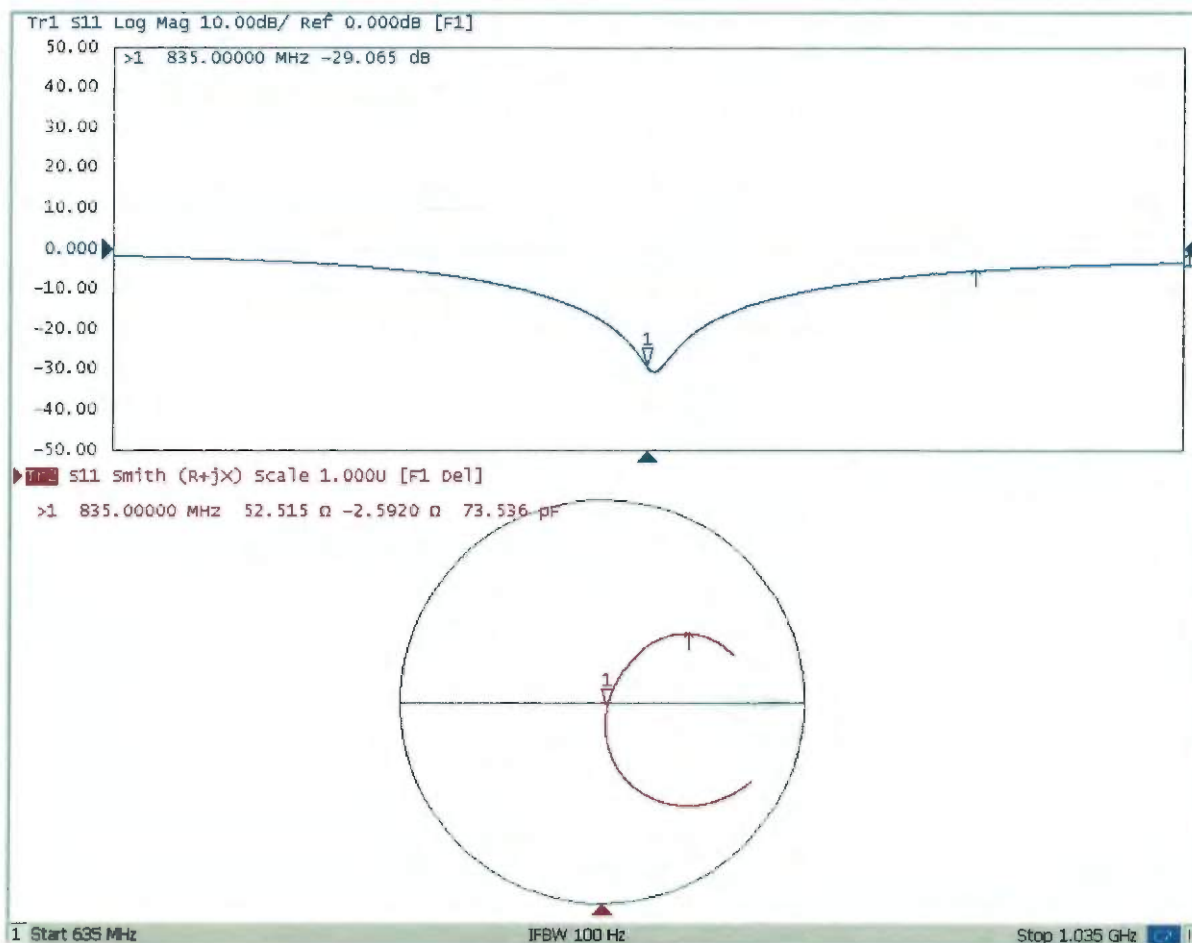 Tr1 S11 Log Mag 10.00dB/ Ref 0.000dB [F1]
50.00
>1 835.00000 MHz -29.065 dB
40.00
30.00
20.00
10.00
0.000
-10.00
-20.00
1
-30.00
-40.00
-50.00
Tr2 S11 Smith (R+jX) Scale 1.000U [F1 Del]
>1 835.00000 MHz 52.515 Ω -2.5920 Ω 73.536 pF
1
1 Start 635 MHz IFBW 100 Hz Stop 1.035 GHz